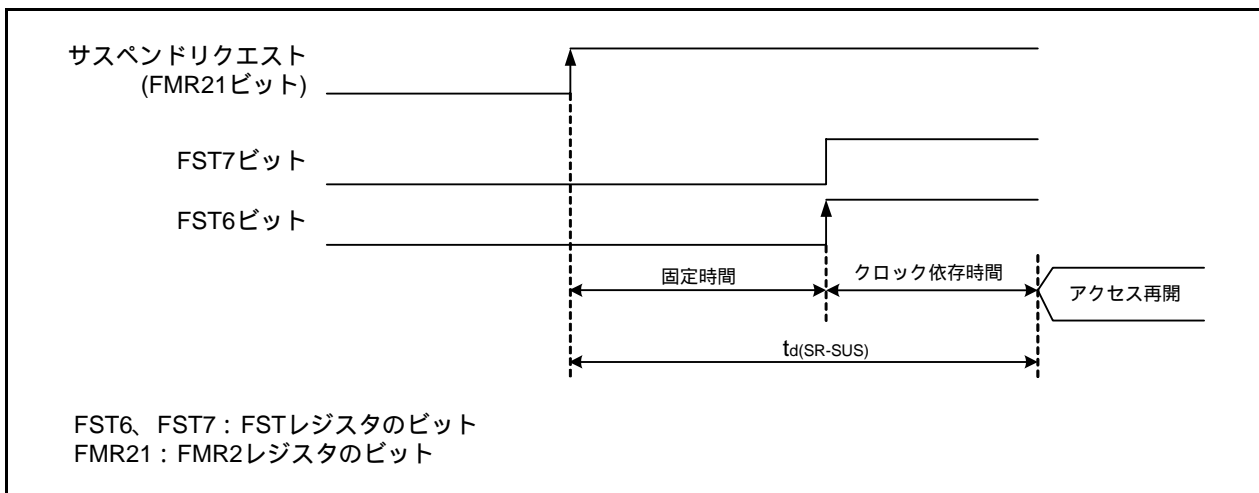 サスペンドリクエスト
(FMR21ビット)
FST7ビット
FST6ビット
固定時間
クロック依存時間
アクセス再開
td(SR-SUS)
FST6、FST7：FSTレジスタのビット
FMR21：FMR2レジスタのビット